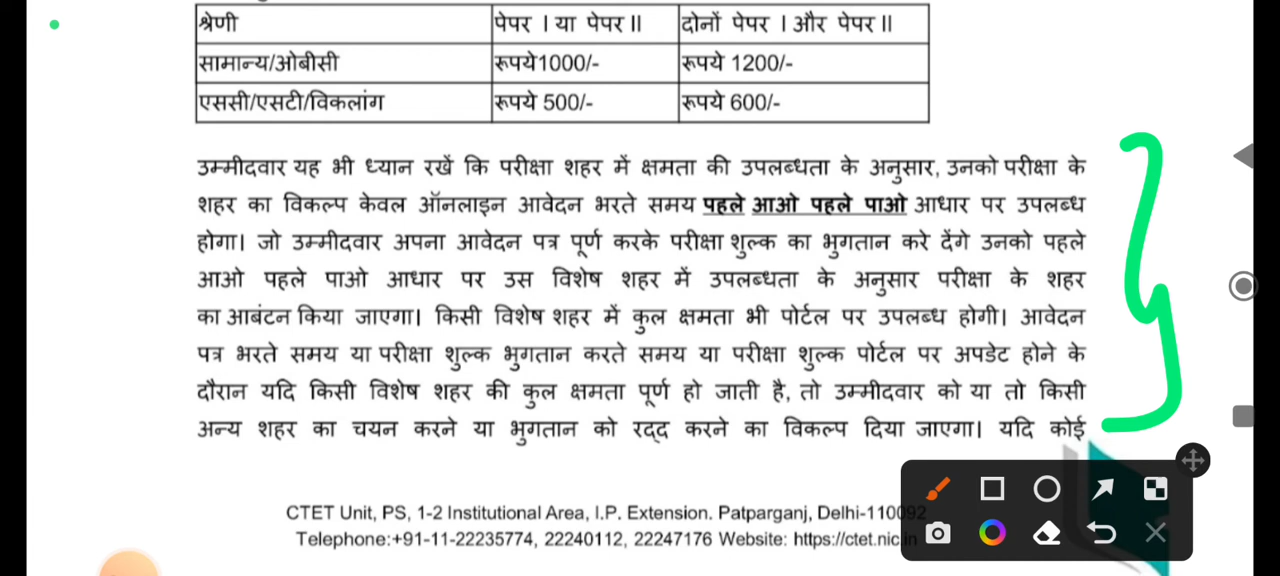 श्रेणी पेपर I या पेपर II दोनों पेपर I और पेपर II
सामान्य/ओबीसी रूपये1000/- रूपये 1200/-
एससी/एसटी/विकलांग रूपये 500/- रूपये 600/-
उम्मीदवार यह भी ध्यान रखें कि परीक्षा शहर में क्षमता की उपलब्धता के अनुसार, उनको परीक्षा के
शहर का विकल्प केवल ऑनलाइन आवेदन भरते समय पहले आओ पहले पाओ आधार पर उपलब्ध
होगा। जो उम्मीदवार अपना आवेदन पत्र पूर्ण करके परीक्षा शुल्क का भुगतान करे देंगे उनको पहले
आओ पहले पाओ आधार पर उस विशेष शहर में उपलब्धता के अनुसार परीक्षा के शहर
का आबंटन किया जाएगा। किसी विशेष शहर में कुल क्षमता भी पोर्टल पर उपलब्ध होगी। आवेदन
पत्र भरते समय या परीक्षा शुल्क भुगतान करते समय या परीक्षा शुल्क पोर्टल पर अपडेट होने के
दौरान यदि किसी विशेष शहर की कुल क्षमता पूर्ण हो जाती है, तो उम्मीदवार को या तो किसी
अन्य शहर का चयन करने या भुगतान को रद्द करने का विकल्प दिया जाएगा। यदि कोई
CTET Unit, PS, 1-2 Institutional Area, I.P. Extension. Patparganj, Delhi-110092
Telephone:+91-11-22235774, 22240112, 22247176 Website: https://ctet.nic.in